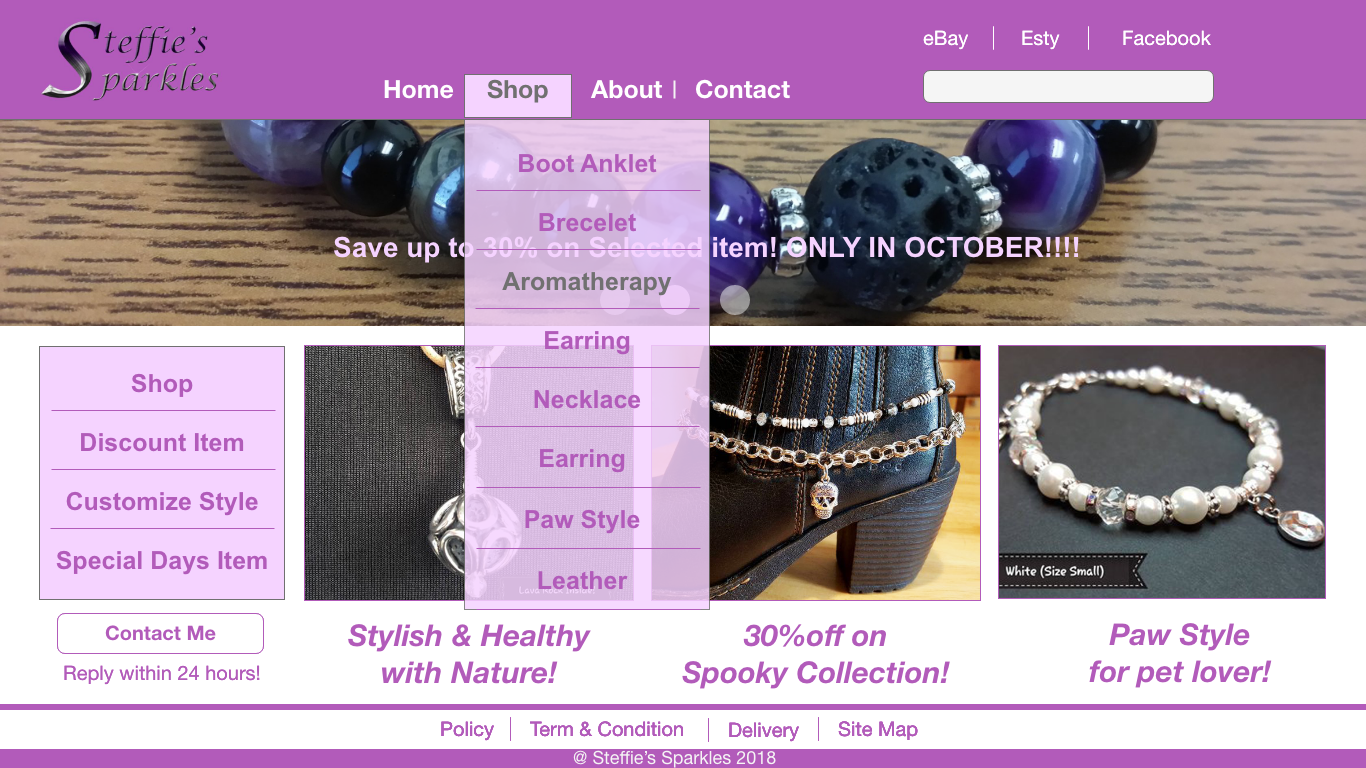 Steffie's
Sparkles
eBay
Esty
Facebook
Home
Shop
About
Contact
Boot Anklet
Brecelet
Save up to 30% on Selected item! ONLY IN OCTOBER!!!!
Aromatherapy
Earring
Necklace
Earring
Paw Style
Leather
Shop
Discount Item
Customize Style
Special Days Item
Contact Me
Reply within 24 hours!
Lava Rock Inside!
White (Size Small)
Stylish & Healthy
with Nature!
30%off on
Spooky Collection!
Paw Style
for pet lover!
Policy
Term & Condition
Delivery
Site Map
@ Steffie's Sparkles 2018